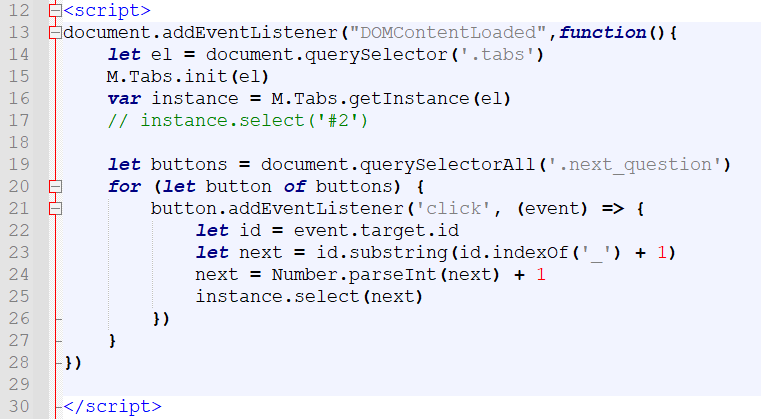 12 <script>
13 document.addEventListener("DOMContentLoaded",function(){
14 let el = document.querySelector('.tabs')
15 M.Tabs.init(el)
16 var instance = M.Tabs.getInstance(el)
17 // instance.select('#2')
18
19 let buttons = document.querySelectorAll('.next_question')
20 for (let button of buttons) {
21 button.addEventListener('click', (event) => {
22 let id = event.target.id
23 let next = id.substring(id.indexOf('_') + 1)
24 next = Number.parseInt(next) + 1
25 instance.select(next)
26 })
27 }
28 })
29
30 </script>